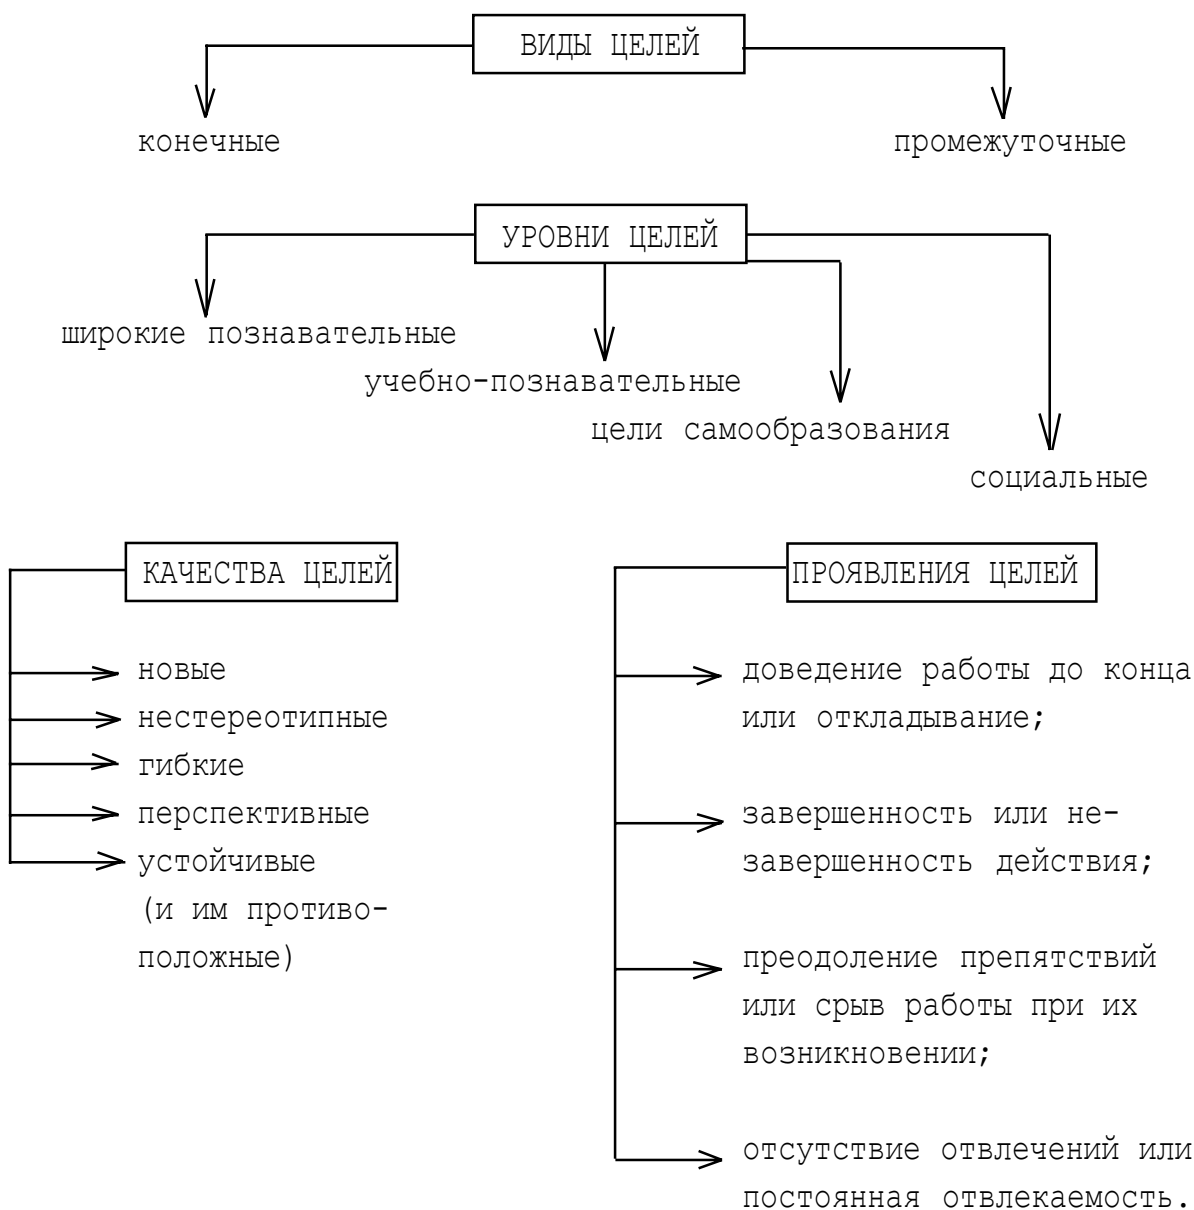 ВИДЫ ЦЕЛЕЙ
конечные
промежуточные
УРОВНИ ЦЕЛЕЙ
широкие познавательные
учебно-познавательные
цели самообразования
социальные
КАЧЕСТВА ЦЕЛЕЙ
новые
нестереотипные
гибкие
перспективные
устойчивые
(и им противо-
положные)
ПРОЯВЛЕНИЯ ЦЕЛЕЙ
доведение работы до конца
или откладывание;
завершенность или не-
завершенность действия;
преодоление препятствий
или срыв работы при их
возникновении;
отсутствие отвлечений или
постоянная отвлекаемость.